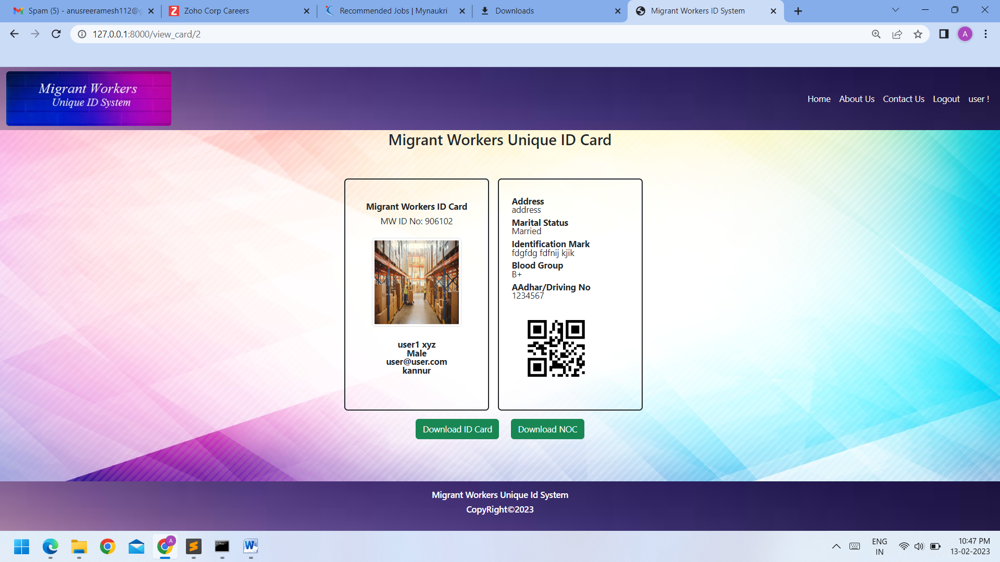 Spam (5) - anusreeramesh112@g
Zoho Corp Careers
Recommended Jobs | Mynaukri
Downloads
Migrant Workers ID System
127.0.0.1:8000/view_card/2
A
Migrant Workers
Unique ID System
Home About Us Contact Us Logout user !
Migrant Workers Unique ID Card
Migrant Workers ID Card
MW ID No: 906102
user1 xyz
Male
user@user.com
kannur
Address
address
Marital Status
Married
Identification Mark
fdgfdg fdfnij kjik
Blood Group
B+
AAdhar/Driving No
1234567
Download ID Card
Download NOC
Migrant Workers Unique Id System
CopyRight©2023
A
ENG
IN
10:47 PM
13-02-2023